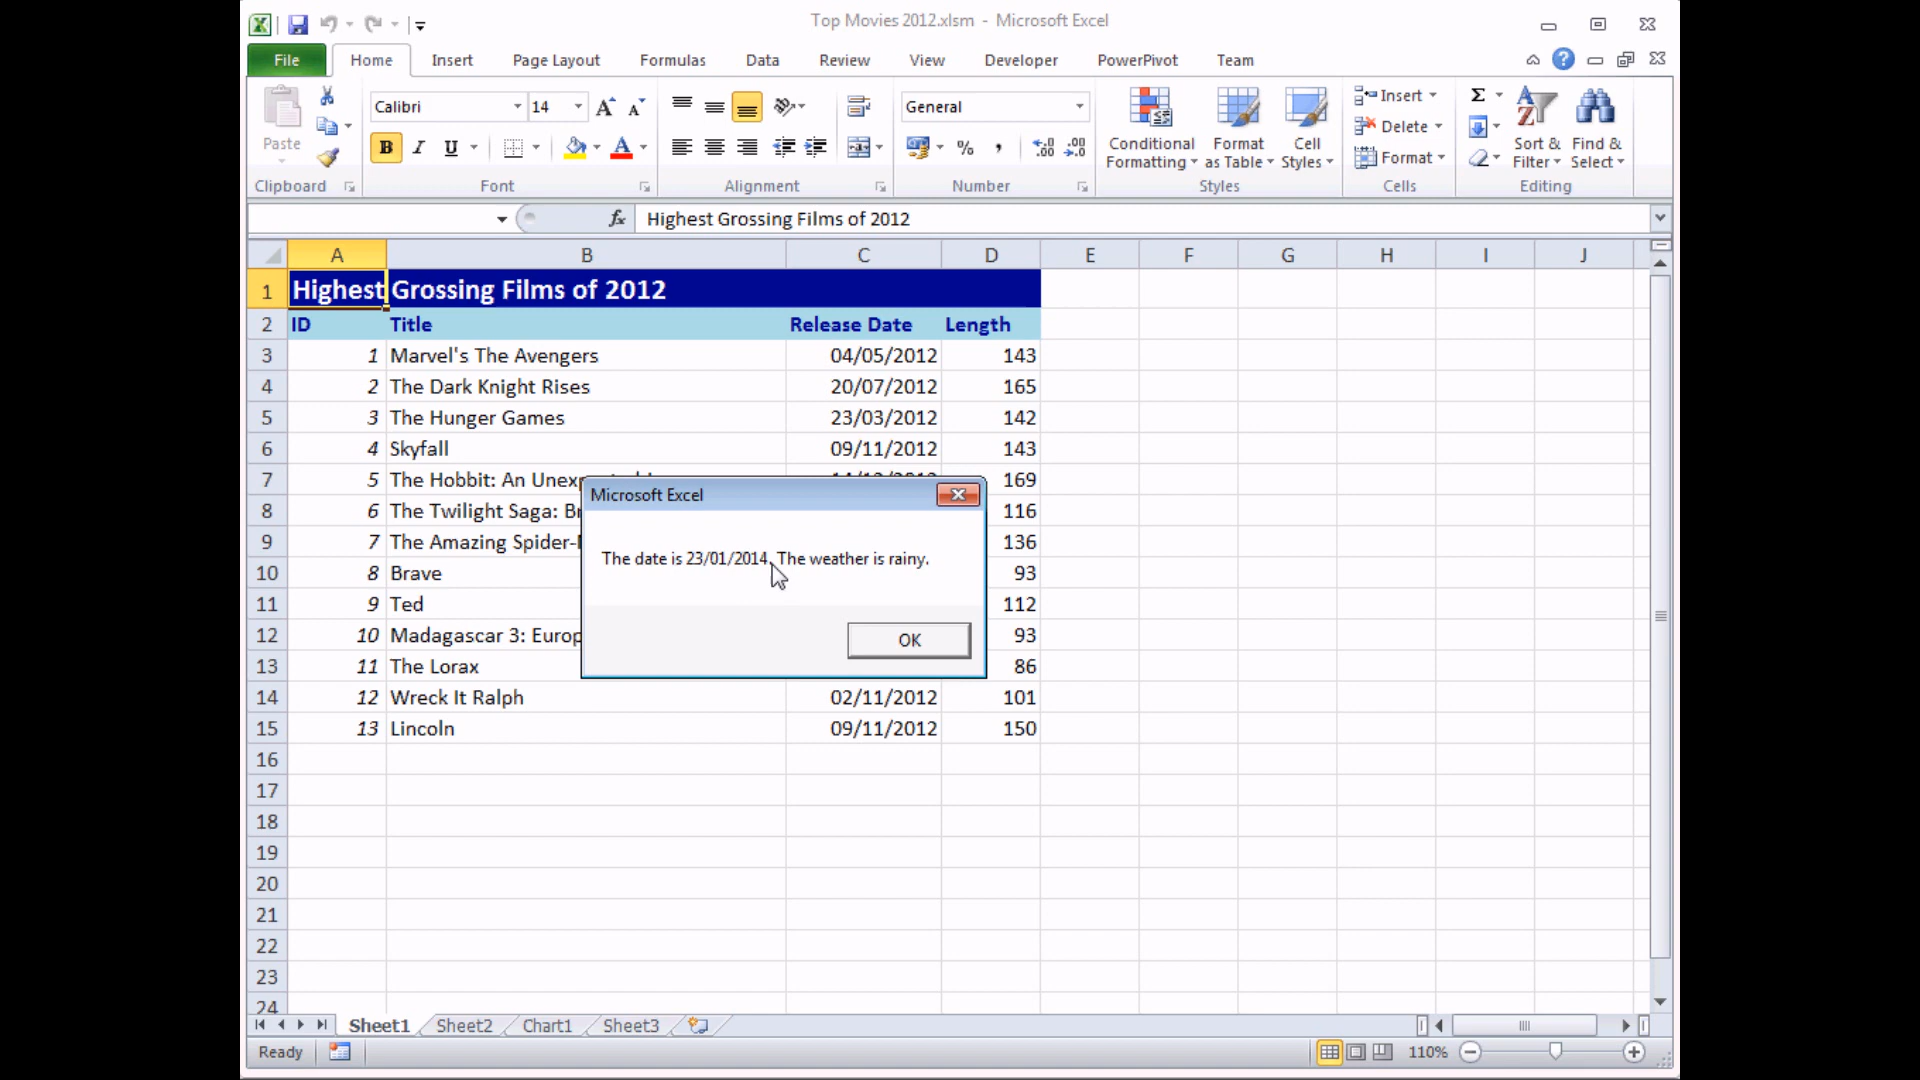 Top Movies 2012.xlsm - Microsoft Excel
File Home Insert Page Layout Formulas Data Review View Developer PowerPivot Team
Paste
Calibri 14
B I U
General
Conditional Formatting
Format as Table
Cell Styles
Insert
Delete
Format
Sort & Filter
Find & Select
Clipboard Font Alignment Number Styles Cells Editing
fx Highest Grossing Films of 2012
A B C D E F G H I J
1 Highest Grossing Films of 2012
2 ID Title Release Date Length
3 1 Marvel's The Avengers 04/05/2012 143
4 2 The Dark Knight Rises 20/07/2012 165
5 3 The Hunger Games 23/03/2012 142
6 4 Skyfall 09/11/2012 143
7 5 The Hobbit: An 169
8 6 The Twilight Saga: 116
9 7 The Amazing 136
10 8 Brave 93
11 9 Ted 112
12 10 Madagascar 3: 93
13 11 The Lorax 86
14 12 Wreck It Ralph 02/11/2012 101
15 13 Lincoln 09/11/2012 150
16
17
18
19
20
21
22
23
24
Microsoft Excel
The date is 23/01/2014. The weather is rainy.
OK
Sheet1 Sheet2 Chart1 Sheet3
Ready 110%